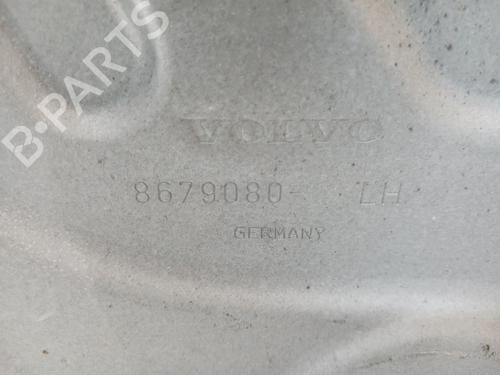 B-PARTS
VOLVO
8679080- LH
GERMANY